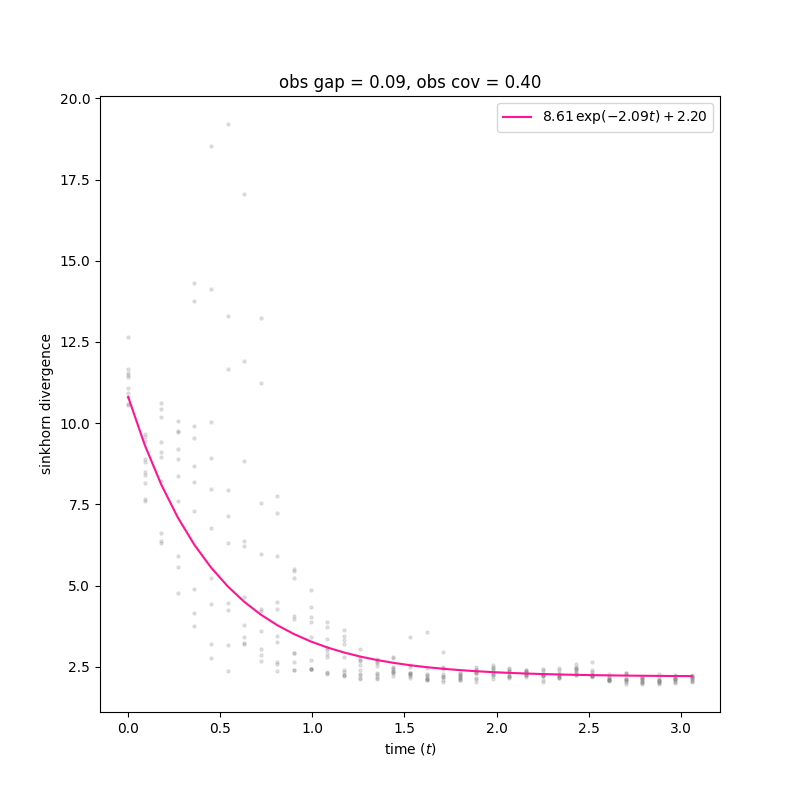 obs gap = 0.09, obs cov = 0.40
8.61 exp(−2.09t) + 2.20
20.0
17.5
15.0
12.5
10.0
7.5
5.0
2.5
sinkhorn divergence
0.0 0.5 1.0 1.5 2.0 2.5 3.0
time (t)